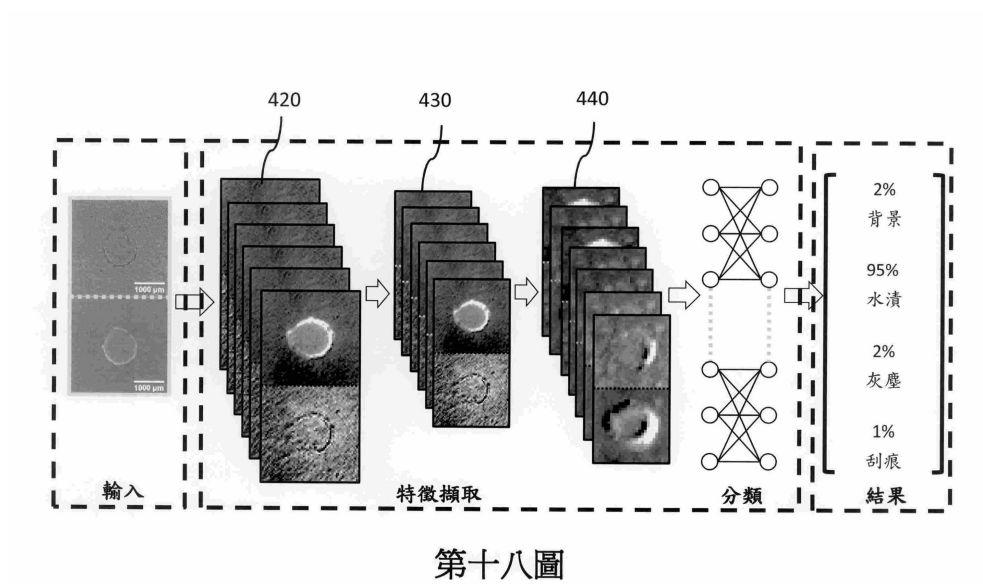 420
430
440
1000 μm
1000 μm
2%
背景
95%
水漬
2%
灰塵
1%
刮痕
輸入
特徵擷取
分類
結果
第十八圖